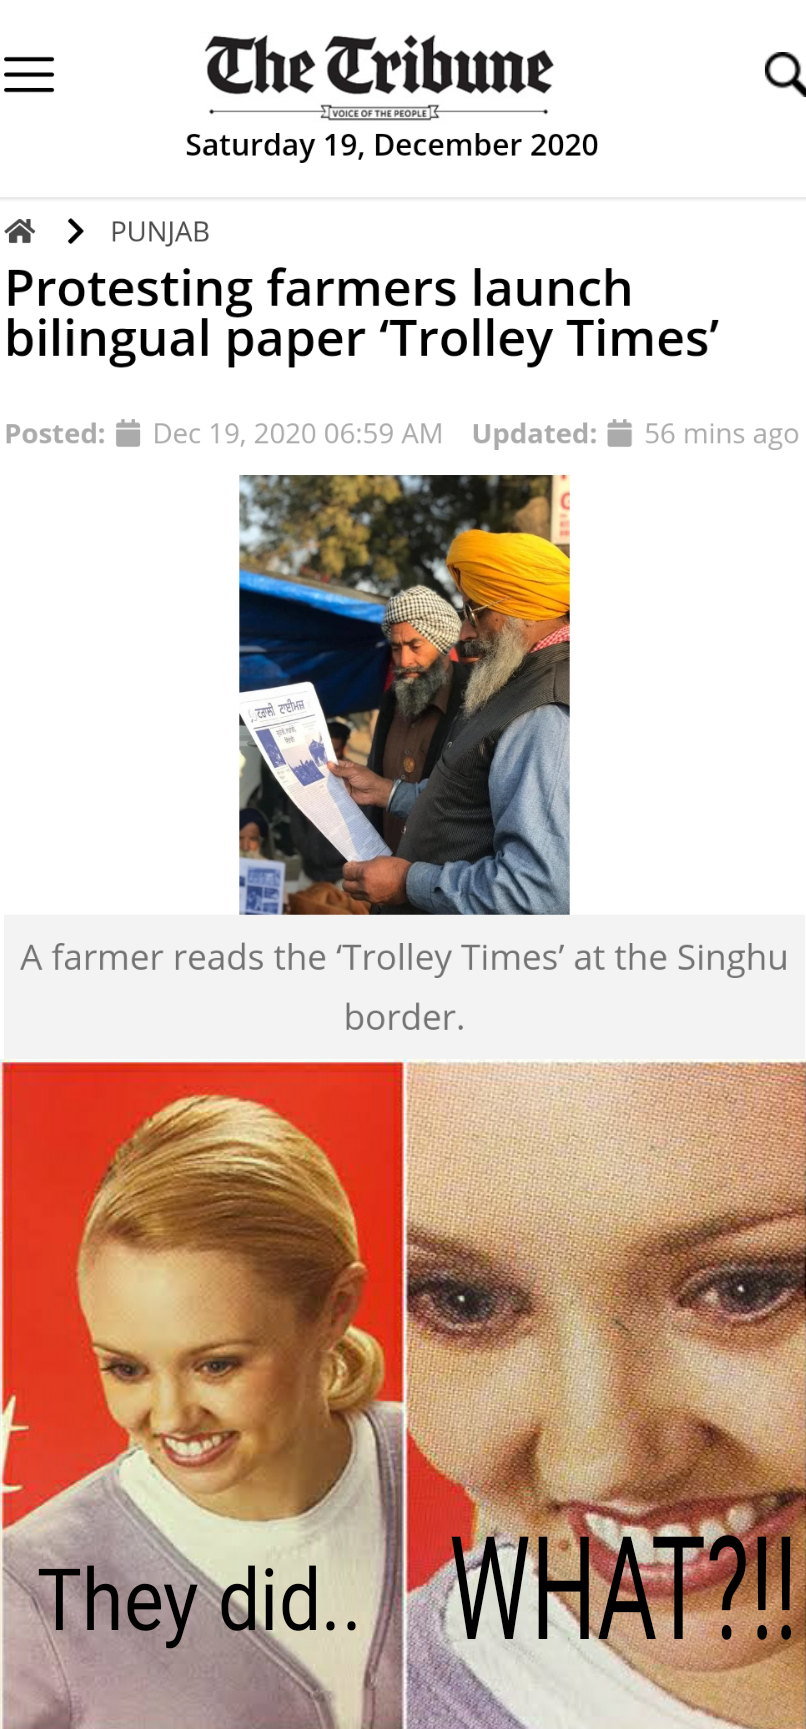 The Tribune
VOICE OF THE PEOPLE
Saturday 19, December 2020
PUNJAB
Protesting farmers launch
bilingual paper ‘Trolley Times’
Posted: Dec 19, 2020 06:59 AM Updated: 56 mins ago
ਟਰਾਲੀ ਟਾਈਮਜ਼
A farmer reads the ‘Trolley Times’ at the Singhu
border.
They did..
WHAT?!!